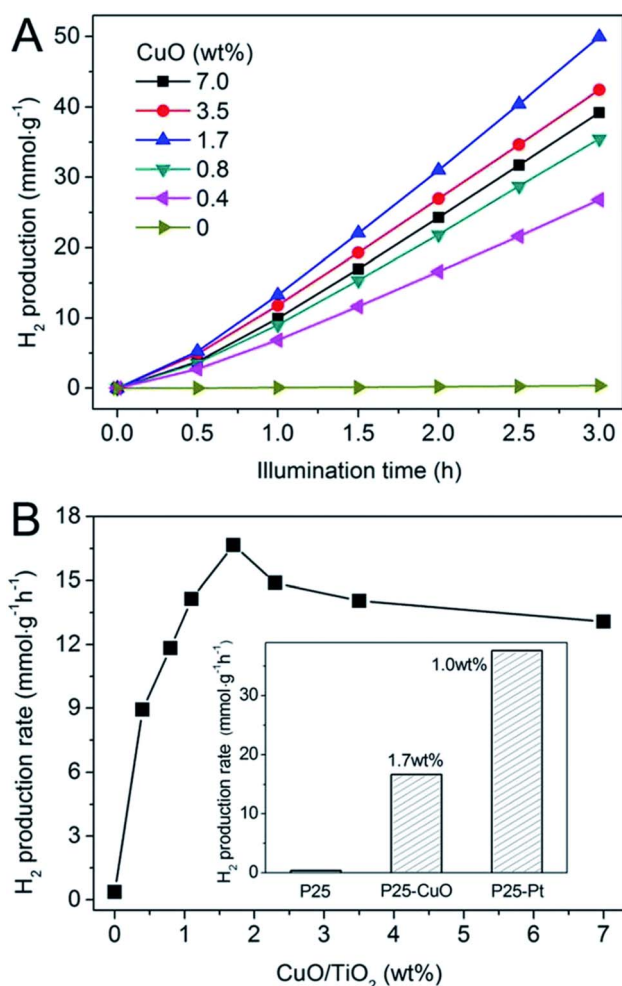 A
H₂ production (mmol·g⁻¹)
50
40
30
20
10
0
CuO (wt%)
7.0
3.5
1.7
0.8
0.4
0
0.0 0.5 1.0 1.5 2.0 2.5 3.0
Illumination time (h)
B
H₂ production rate (mmol·g⁻¹h⁻¹)
18
15
12
9
6
3
0
H₂ production rate (mmol·g⁻¹h⁻¹)
30
20
10
0
1.0wt%
1.7wt%
P25 P25-CuO P25-Pt
0 1 2 3 4 5 6 7
CuO/TiO₂ (wt%)